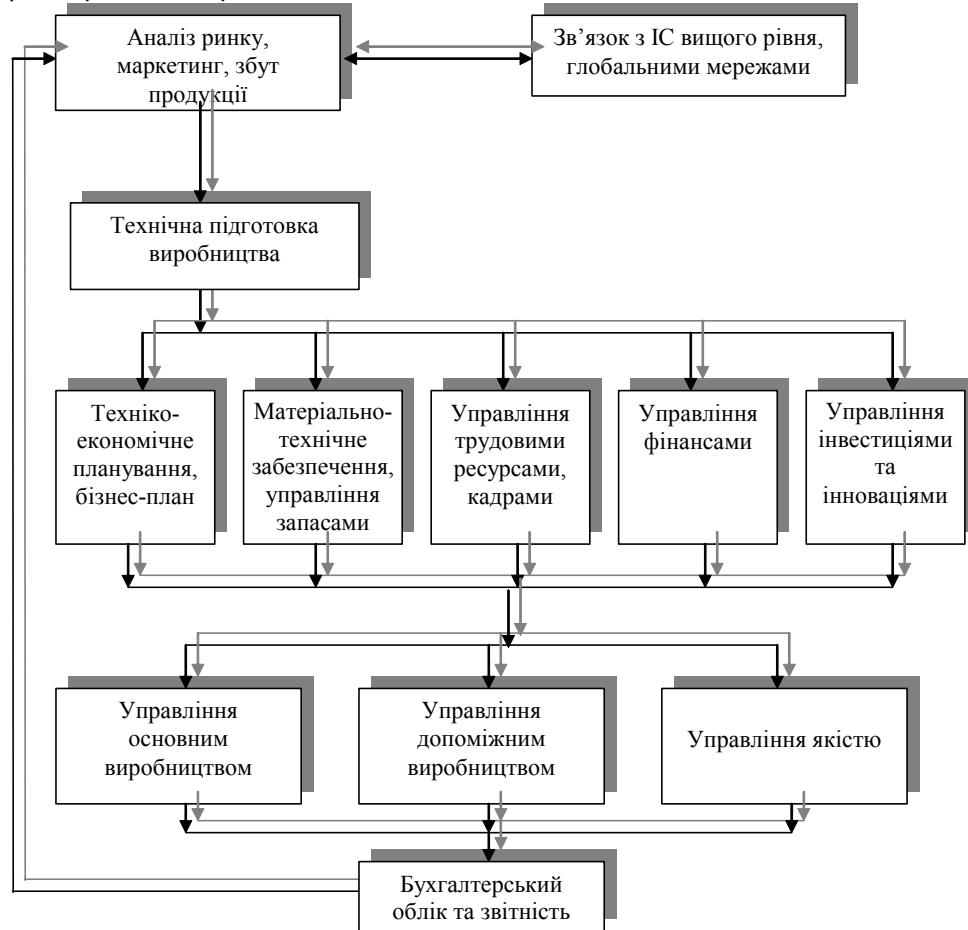 Аналіз ринку,
маркетинг, збут
продукції
Зв’язок з ІС вищого рівня,
глобальними мережами
Технічна підготовка
виробництва
Техніко-
економічне
планування,
бізнес-план
Матеріально-
технічне
забезпечення,
управління
запасами
Управління
трудовими
ресурсами,
кадрами
Управління
фінансами
Управління
інвестиціями
та
інноваціями
Управління
основним
виробництвом
Управління
допоміжним
виробництвом
Управління якістю
Бухгалтерський
облік та звітність